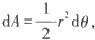 dA = 1/2 r² dθ,